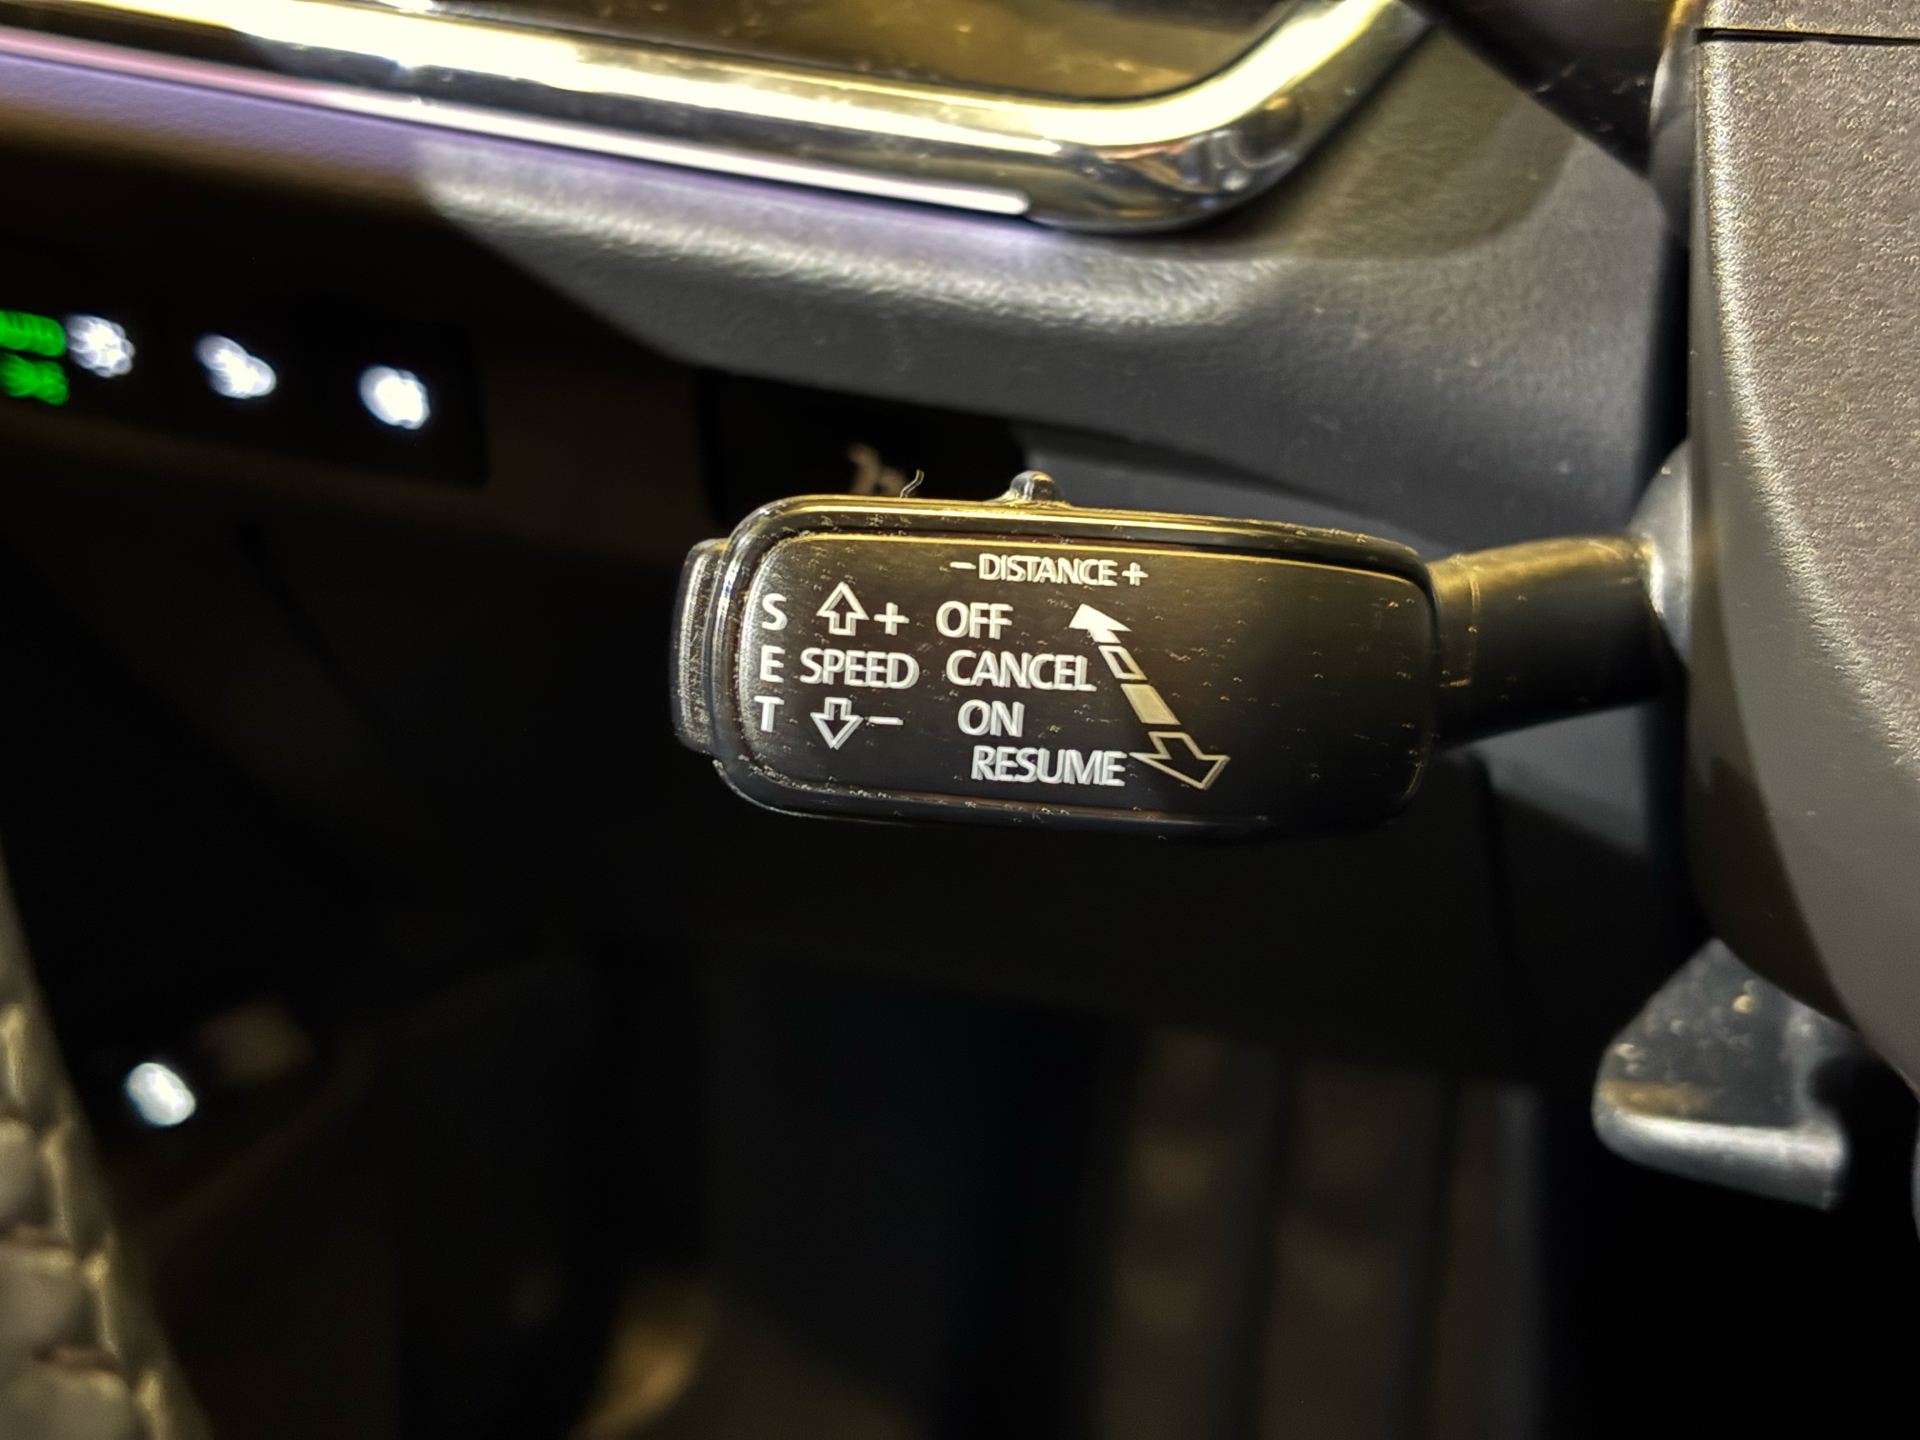 − DISTANCE +
S + OFF
E SPEED CANCEL
T − ON
RESUME